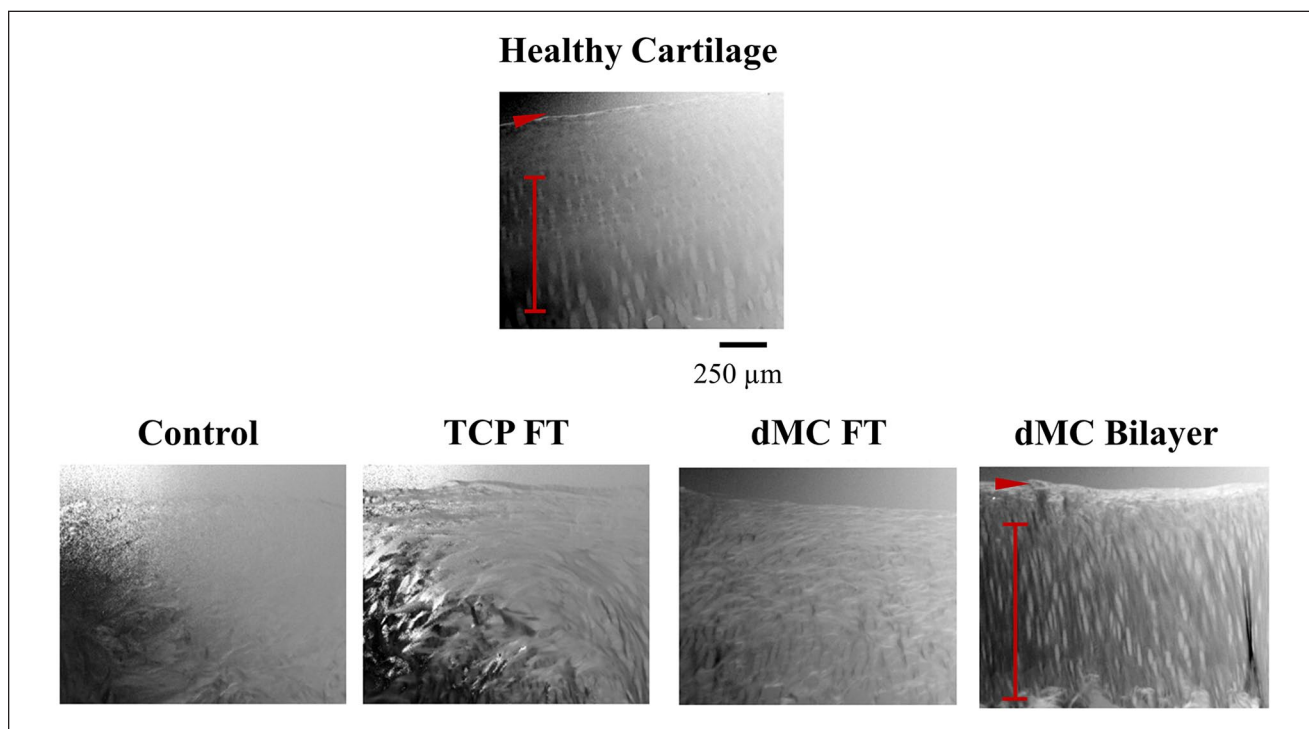 Healthy Cartilage
250 µm
Control
TCP FT
dMC FT
dMC Bilayer